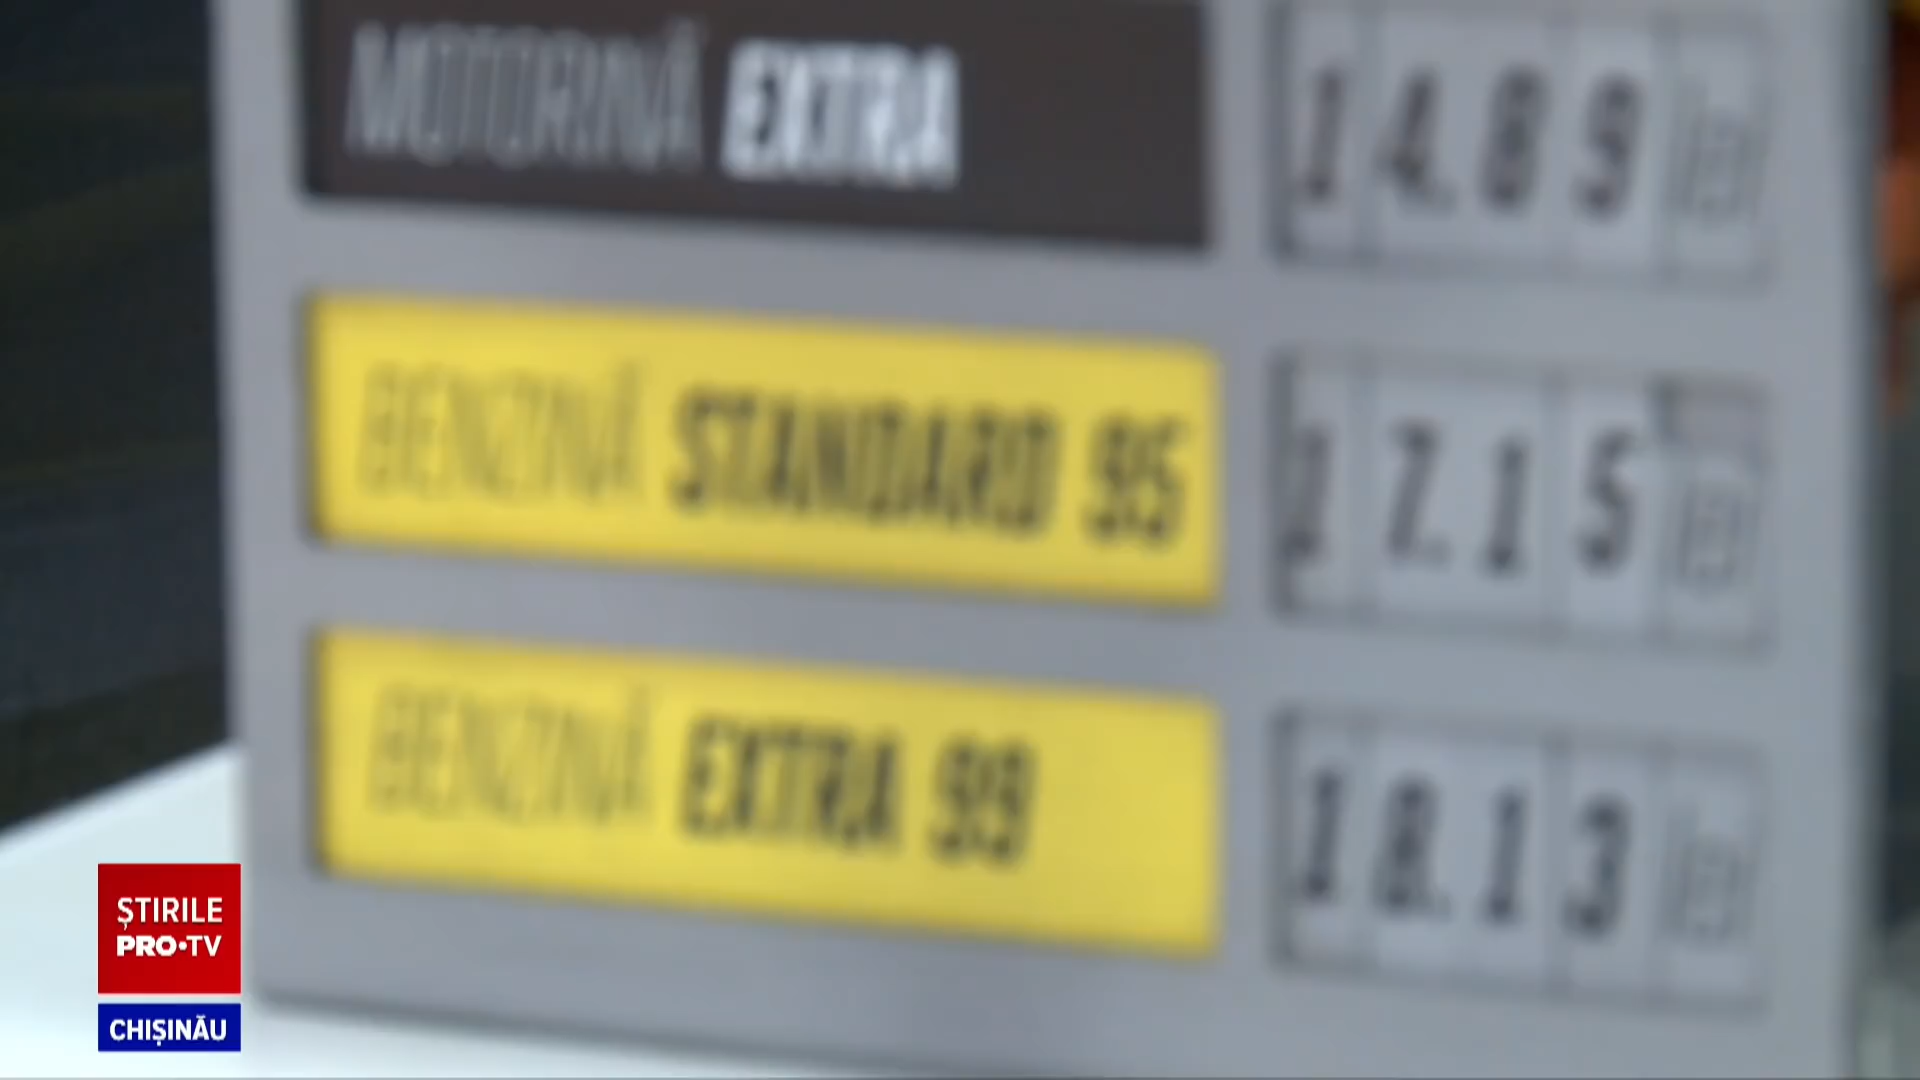 MOTORINĂ EXTRA 14.89
BENZINĂ STANDARD 95 17.15
BENZINĂ EXTRA 99 18.13
ȘTIRILE
PRO•TV
CHIȘINĂU